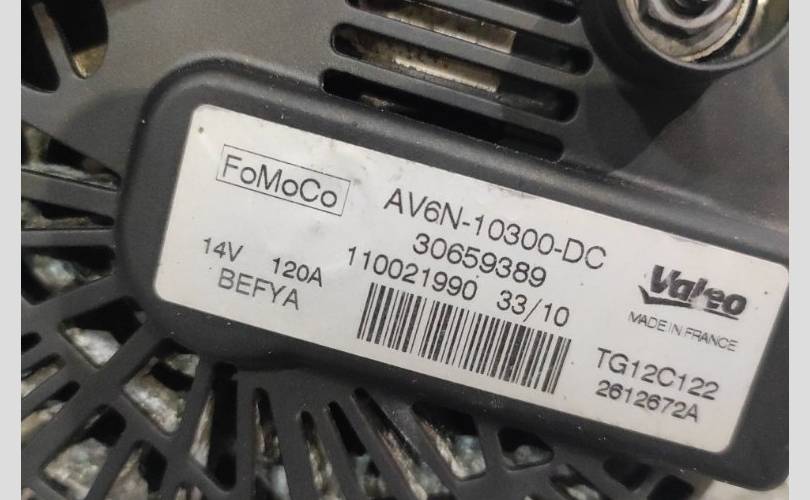 FoMoCo
AV6N-10300-DC
30659389
14V 120A 110021990 33/10
BEFYA
Valeo
MADE IN FRANCE
TG12C122
2612672A